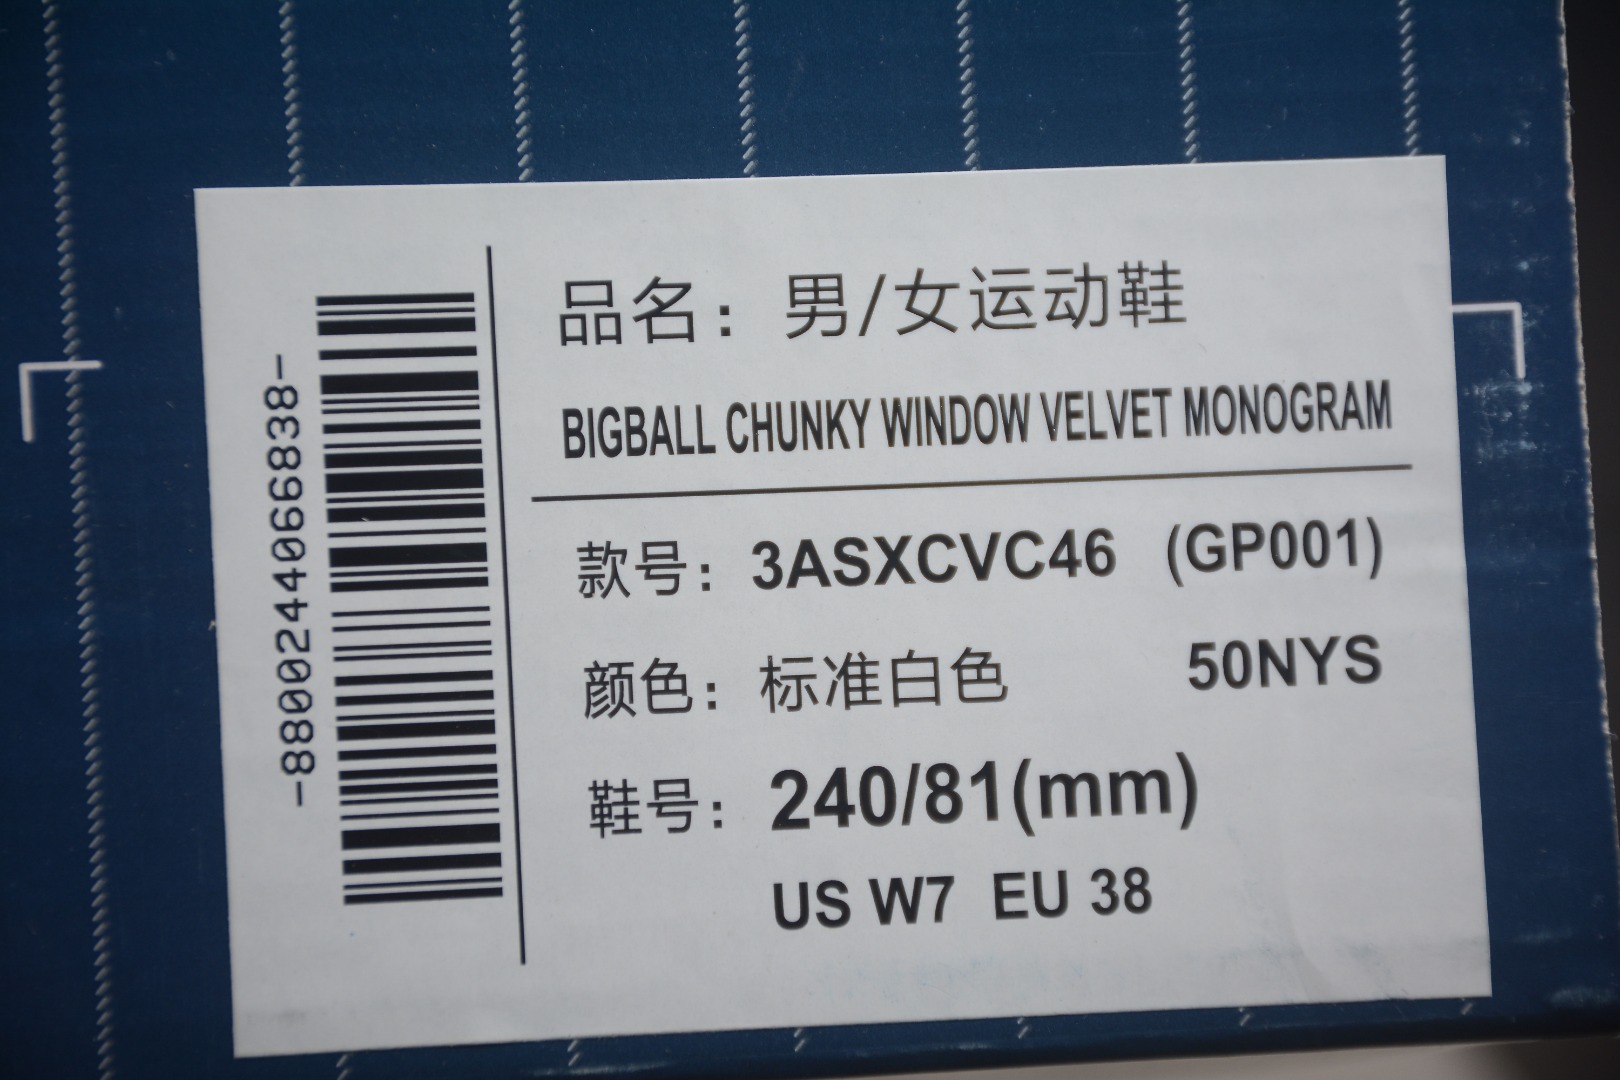 -8800244066838-
品名：男/女运动鞋
BIGBALL CHUNKY WINDOW VELVET MONOGRAM
款号：3ASXCVC46 (GP001)
颜色：标准白色 50NYS
鞋号：240/81(mm)
US W7 EU 38